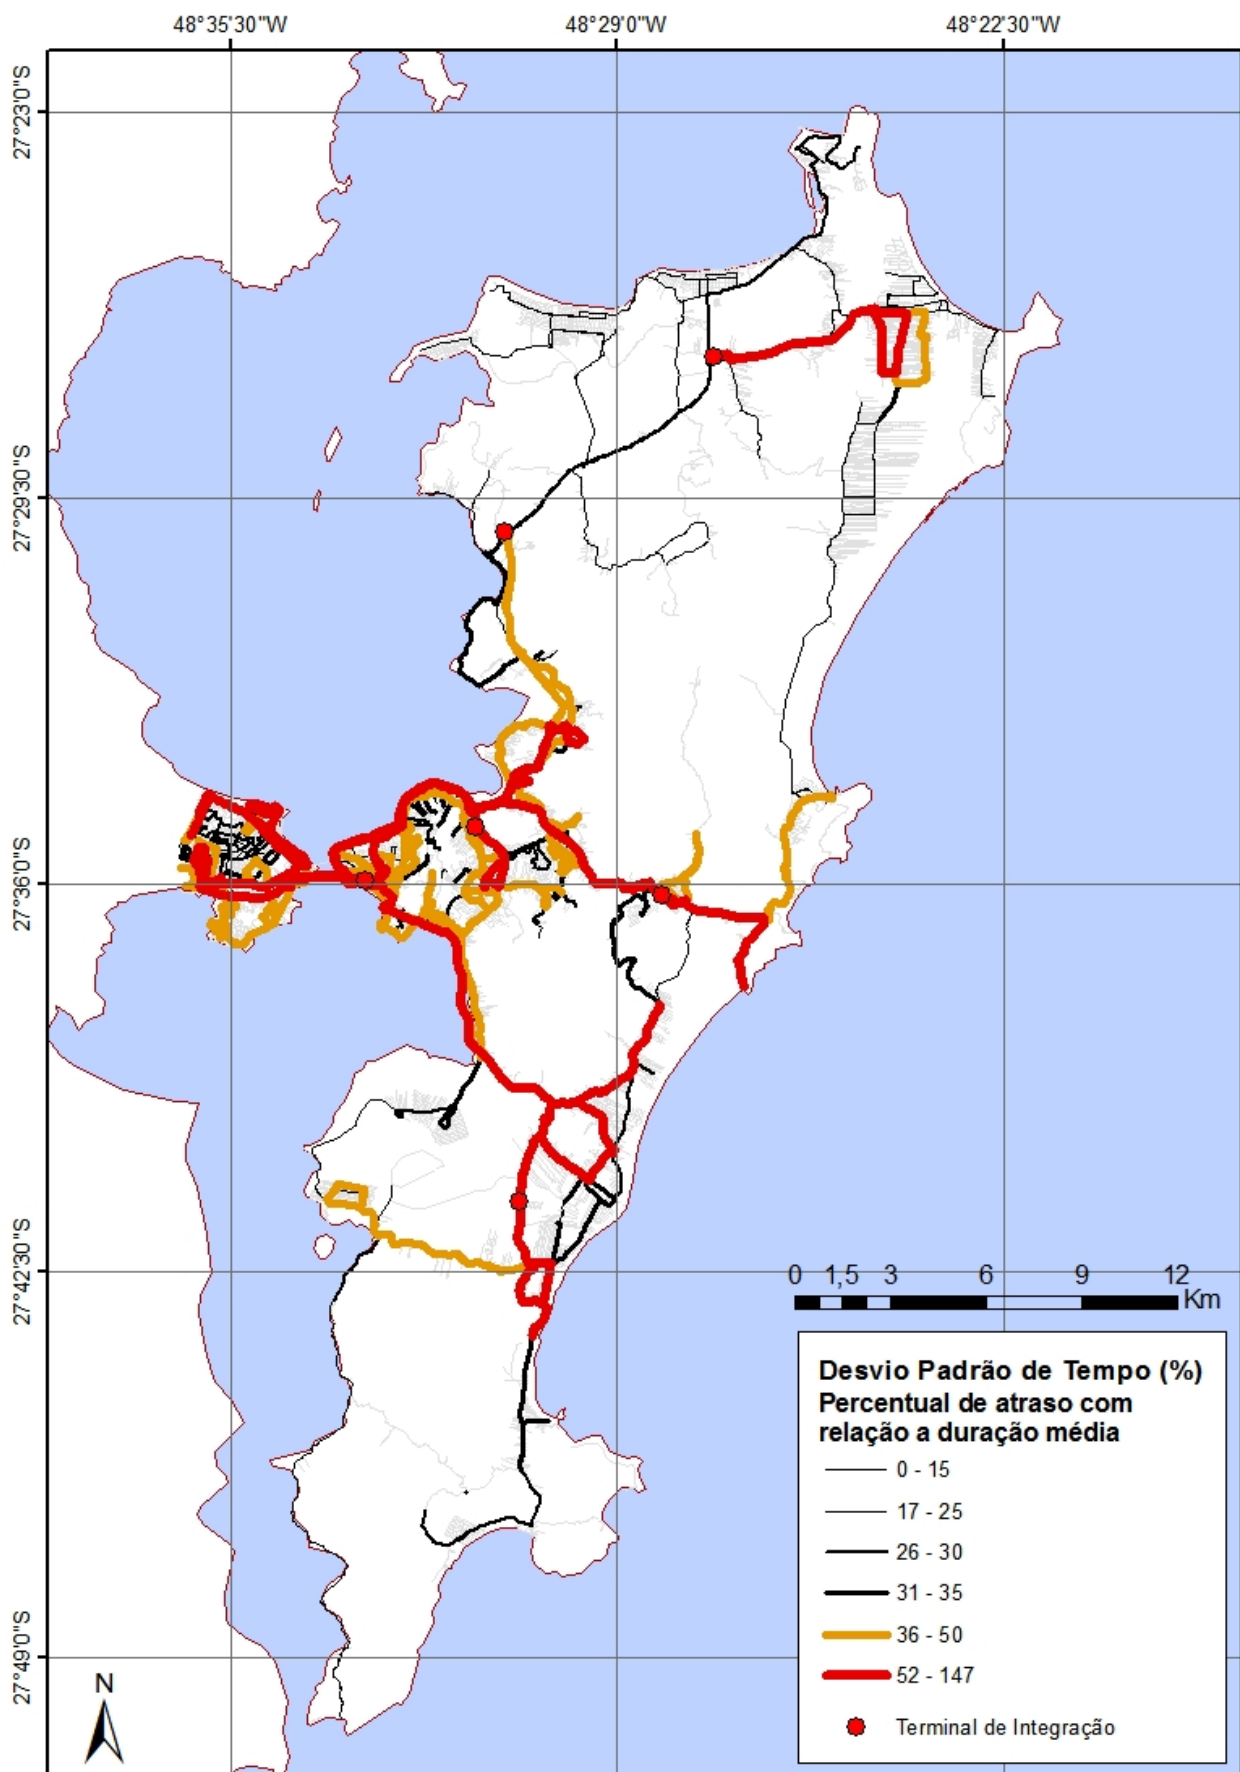 48°35'30"W
48°29'0"W
48°22'30"W
27°23'0"S
27°29'30"S
27°36'0"S
27°42'30"S
0 1,5 3 6 9 12
Km
Desvio Padrão de Tempo (%)
Percentual de atraso com
relação a duração média
0 - 15
17 - 25
26 - 30
31 - 35
36 - 50
52 - 147
Terminal de Integração
27°49'0"S
N